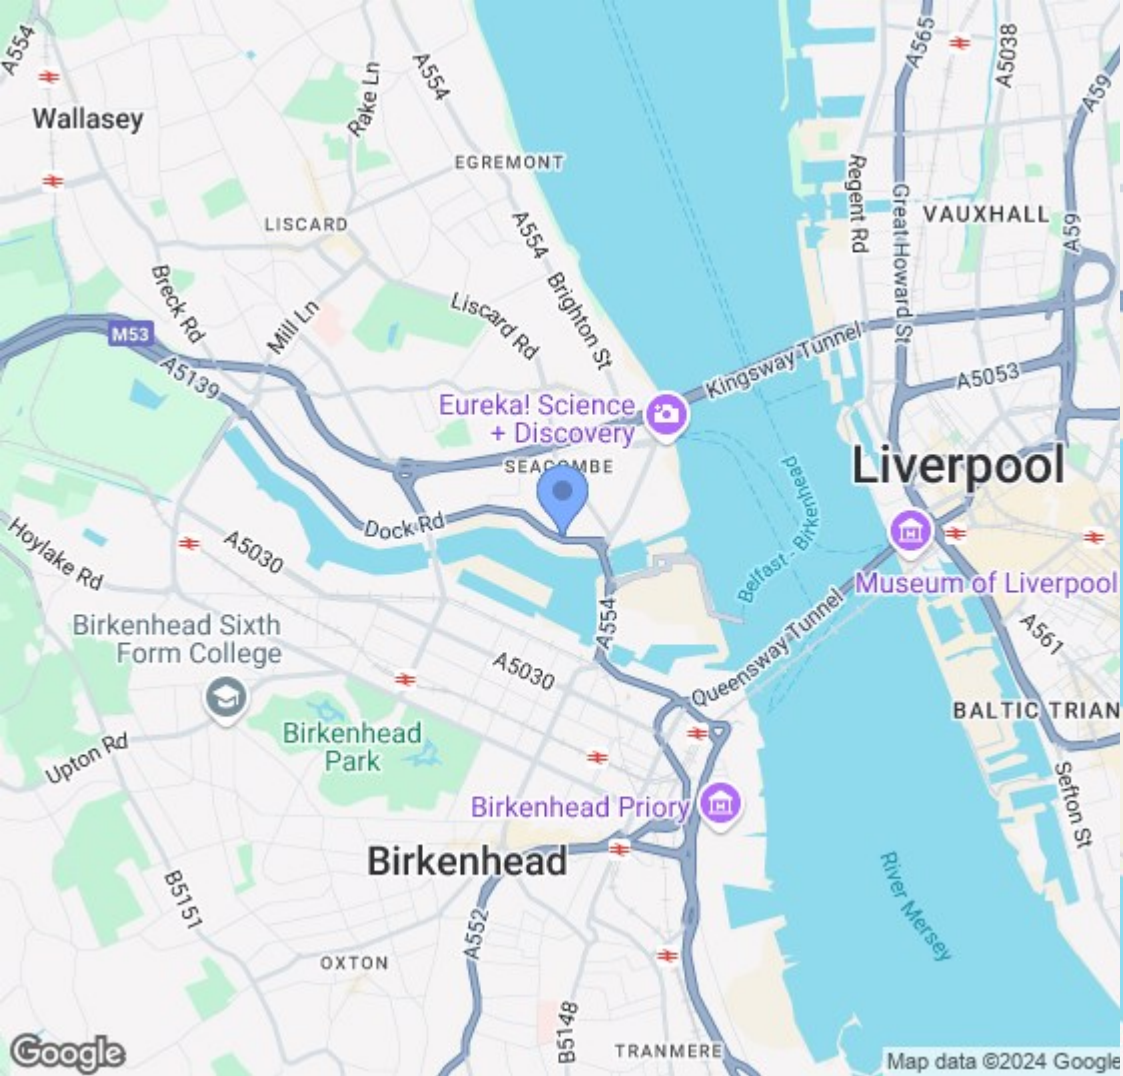 A554
Rake Ln
A554
A565
A5038
A59
Wallasey
EGREMONT
Regent Rd
Great Howard St
VAUXHALL
A59
LISCARD
A554
Brighton St
Breck Rd
Mill Ln
Liscard Rd
M53
A5139
Kingsway Tunnel
A5053
Eureka! Science
+ Discovery
SEACOMBE
Liverpool
Dock Rd
Belfast - Birkenhead
Hoylake Rd
A5030
Museum of Liverpool
A554
Birkenhead Sixth
Form College
A5030
Queensway Tunnel
A561
BALTIC TRIAN
Birkenhead
Park
Upton Rd
Sefton St
Birkenhead Priory
Birkenhead
B5151
A552
River Mersey
OXTON
B5148
TRANMERE
Google
Map data ©2024 Google